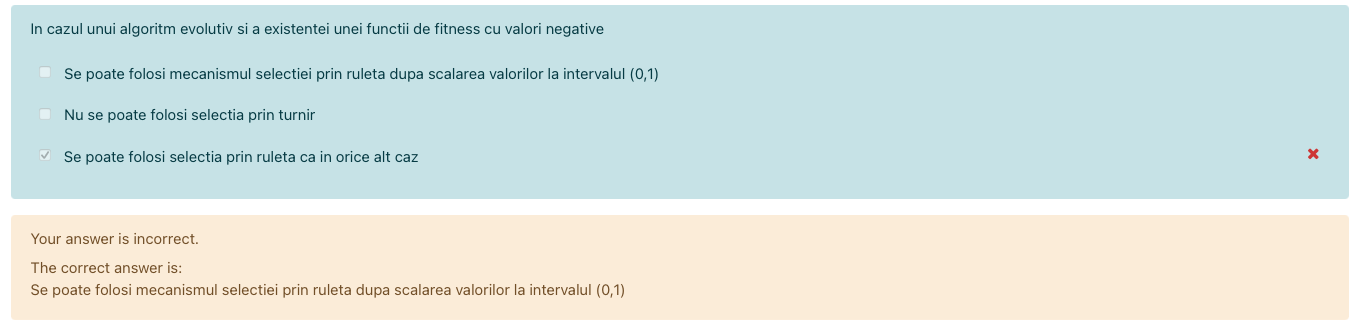 In cazul unui algoritm evolutiv si a existentei unei functii de fitness cu valori negative
Se poate folosi mecanismul selectiei prin ruleta dupa scalarea valorilor la intervalul (0,1)
Nu se poate folosi selectia prin turnir
Se poate folosi selectia prin ruleta ca in orice alt caz
Your answer is incorrect.
The correct answer is:
Se poate folosi mecanismul selectiei prin ruleta dupa scalarea valorilor la intervalul (0,1)